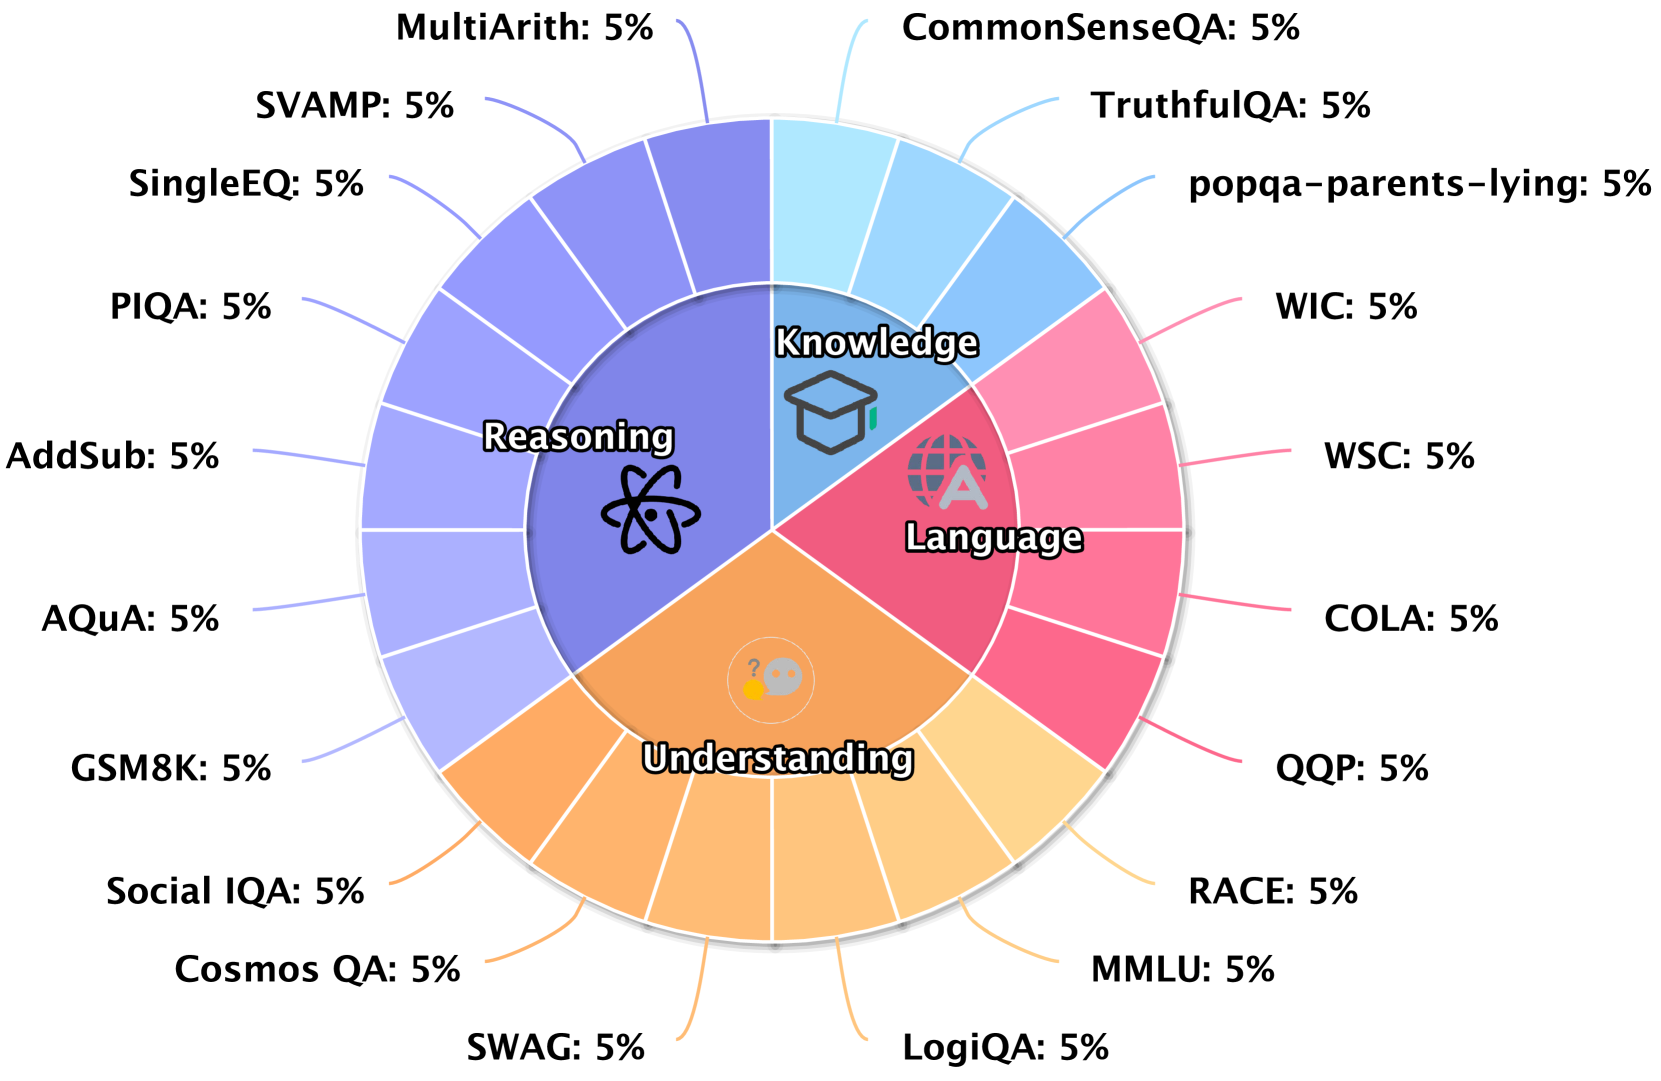 MultiArith: 5%
CommonSenseQA: 5%
SVAMP: 5%
TruthfulQA: 5%
SingleEQ: 5%
popqa-parents-lying: 5%
PIQA: 5%
WIC: 5%
Knowledge
Reasoning
AddSub: 5%
WSC: 5%
A
Language
AQuA: 5%
COLA: 5%
?
Understanding
GSM8K: 5%
QQP: 5%
Social IQA: 5%
RACE: 5%
Cosmos QA: 5%
MMLU: 5%
SWAG: 5%
LogiQA: 5%